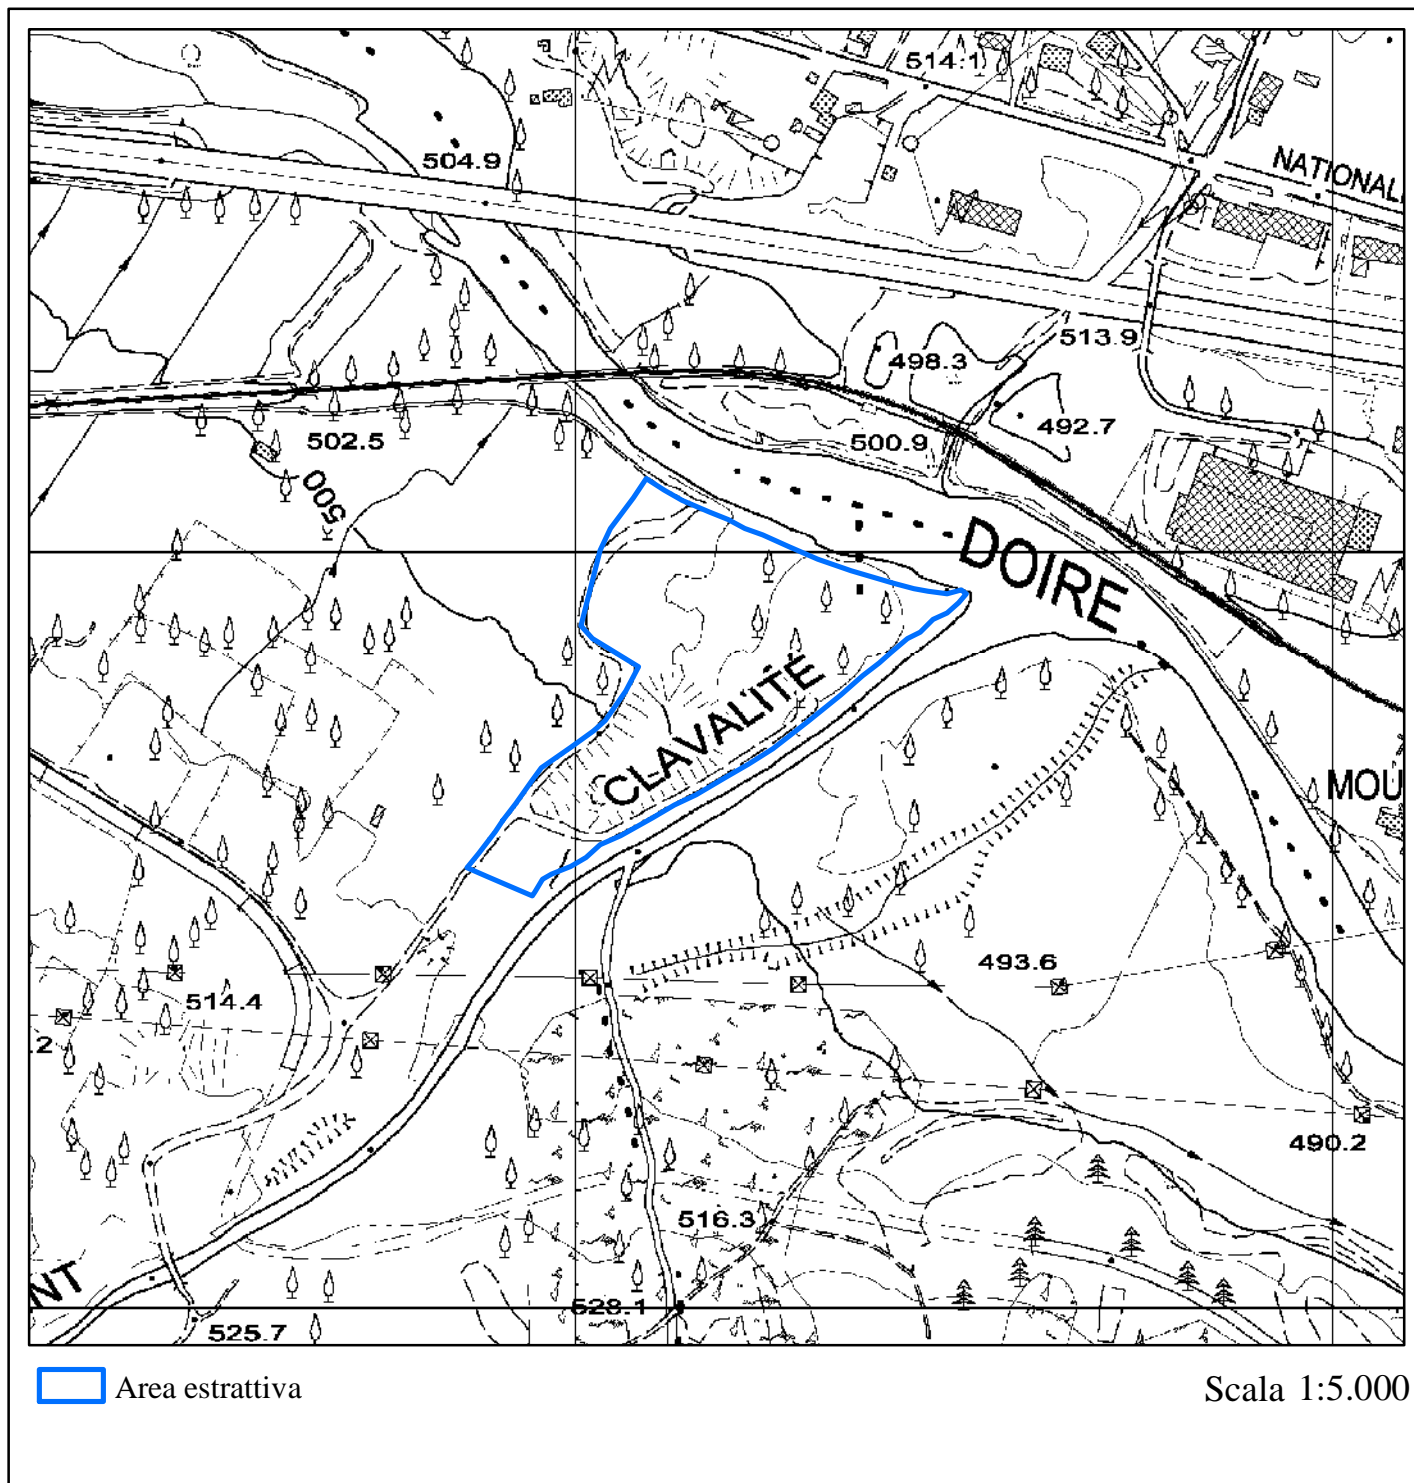 514.1
504.9
NATIONAL
513.9
498.3
492.7
502.5
500.9
500
DOIRE
CLAVALITÉ
MOU
493.6
514.4
.2
490.2
516.3
NT
528.1
525.7
Area estrattiva
Scala 1:5.000